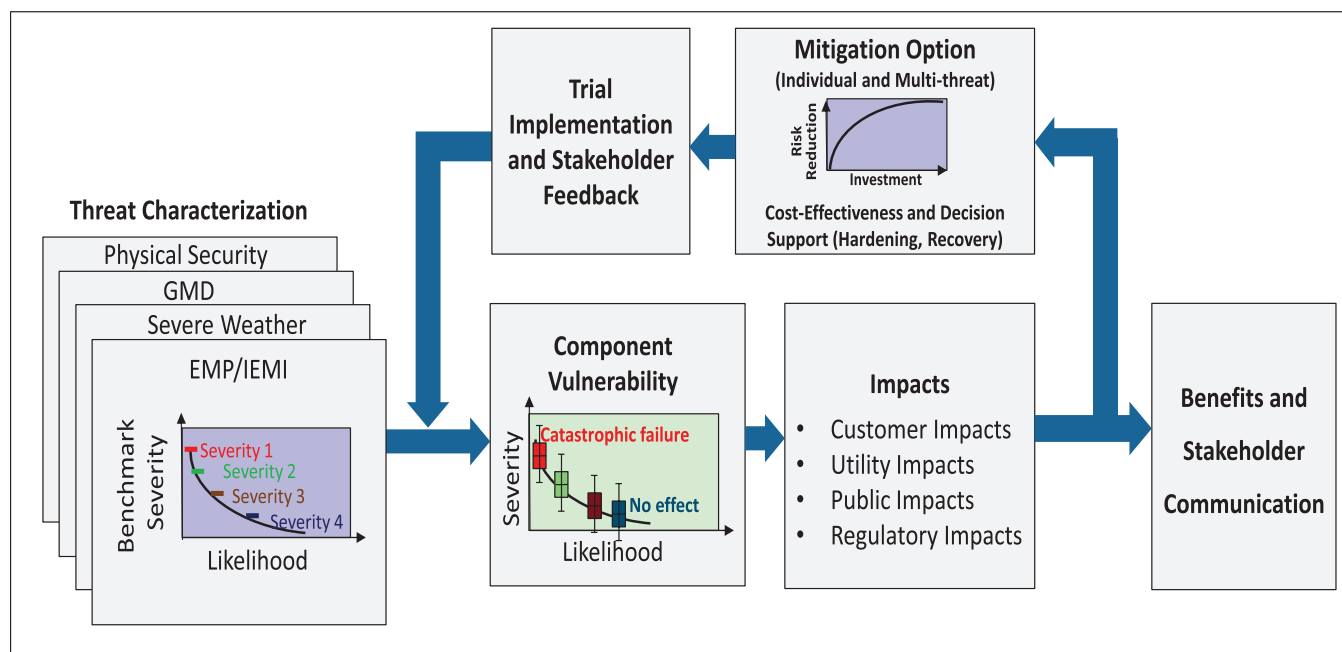 Threat Characterization
Physical Security
GMD
Severe Weather
EMP/IEMI
Benchmark
Severity
Severity 1
Severity 2
Severity 3
Severity 4
Likelihood
Trial
Implementation
and Stakeholder
Feedback
Mitigation Option
(Individual and Multi-threat)
Risk
Reduction
Investment
Cost-Effectiveness and Decision
Support (Hardening, Recovery)
Component
Vulnerability
Severity
Catastrophic failure
No effect
Likelihood
Impacts
• Customer Impacts
• Utility Impacts
• Public Impacts
• Regulatory Impacts
Benefits and
Stakeholder
Communication